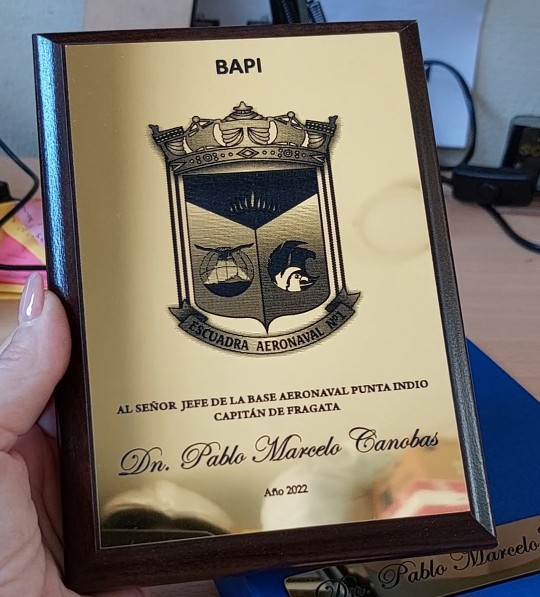 BAPI
ESCUADRA AERONAVAL Nº1
AL SEÑOR JEFE DE LA BASE AERONAVAL PUNTA INDIO
CAPITÁN DE FRAGATA
Dn. Pablo Marcelo Canobas
Año 2022
Dn. Pablo Marcelo